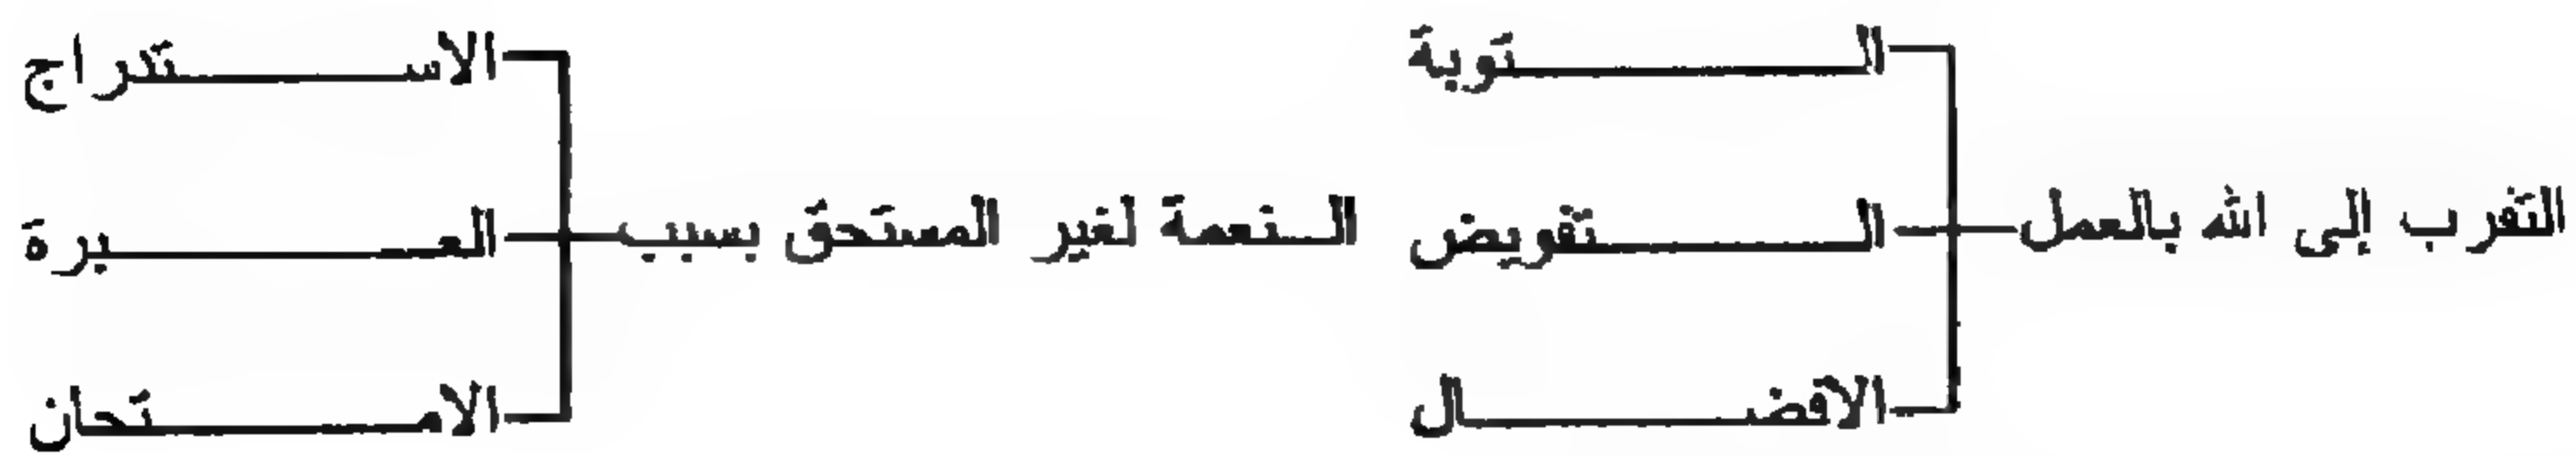 التقرب إلى الله بالعمل
التوبة
التفويض
الافضال
النعمة لغير المستحق بسبب
الاستدراج
العبرة
الامتحان